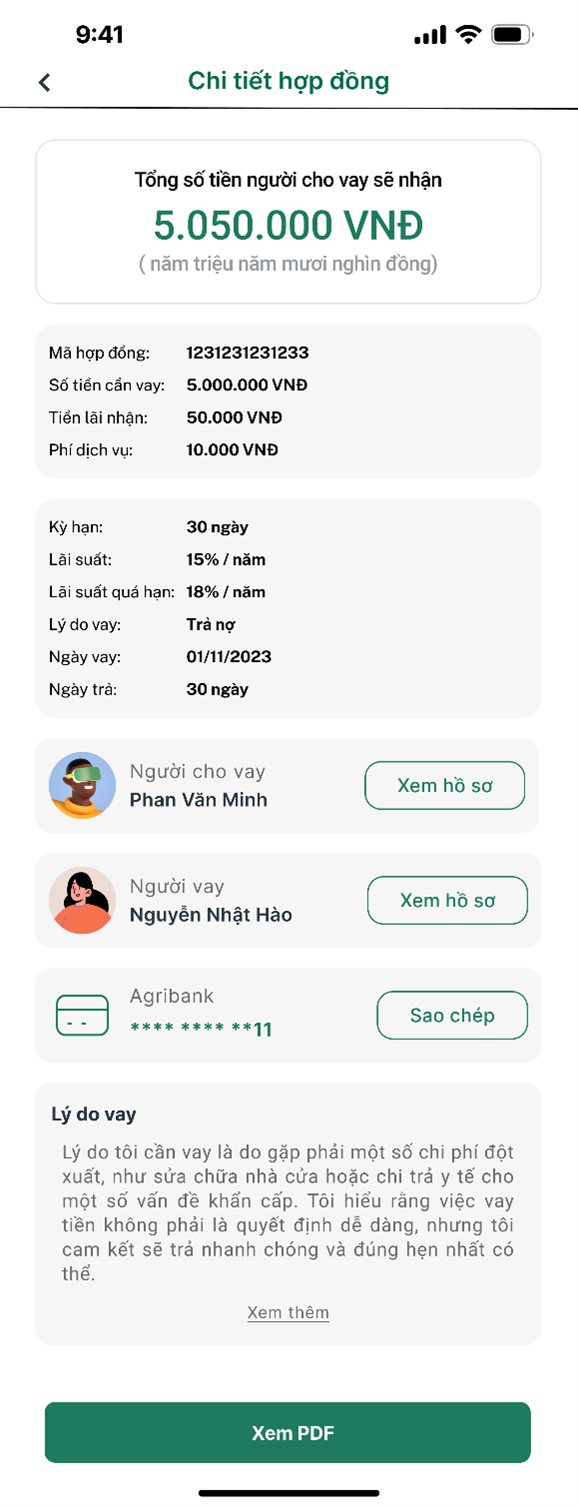 9:41
Chi tiết hợp đồng
Tổng số tiền người cho vay sẽ nhận
5.050.000 VNĐ
( năm triệu năm mươi nghìn đồng)
Mã hợp đồng: 1231231231233
Số tiền cần vay: 5.000.000 VNĐ
Tiền lãi nhận: 50.000 VNĐ
Phí dịch vụ: 10.000 VNĐ
Kỳ hạn: 30 ngày
Lãi suất: 15% / năm
Lãi suất quá hạn: 18% / năm
Lý do vay: Trả nợ
Ngày vay: 01/11/2023
Ngày trả: 30 ngày
Người cho vay
Phan Văn Minh
Xem hồ sơ
Người vay
Nguyễn Nhật Hào
Xem hồ sơ
Agribank
**** **** **11
Sao chép
Lý do vay
Lý do tôi cần vay là do gặp phải một số chi phí đột
xuất, như sửa chữa nhà cửa hoặc chi trả y tế cho
một số vấn đề khẩn cấp. Tôi hiểu rằng việc vay
tiền không phải là quyết định dễ dàng, nhưng tôi
cam kết sẽ trả nhanh chóng và đúng hẹn nhất có
thể.
Xem thêm
Xem PDF